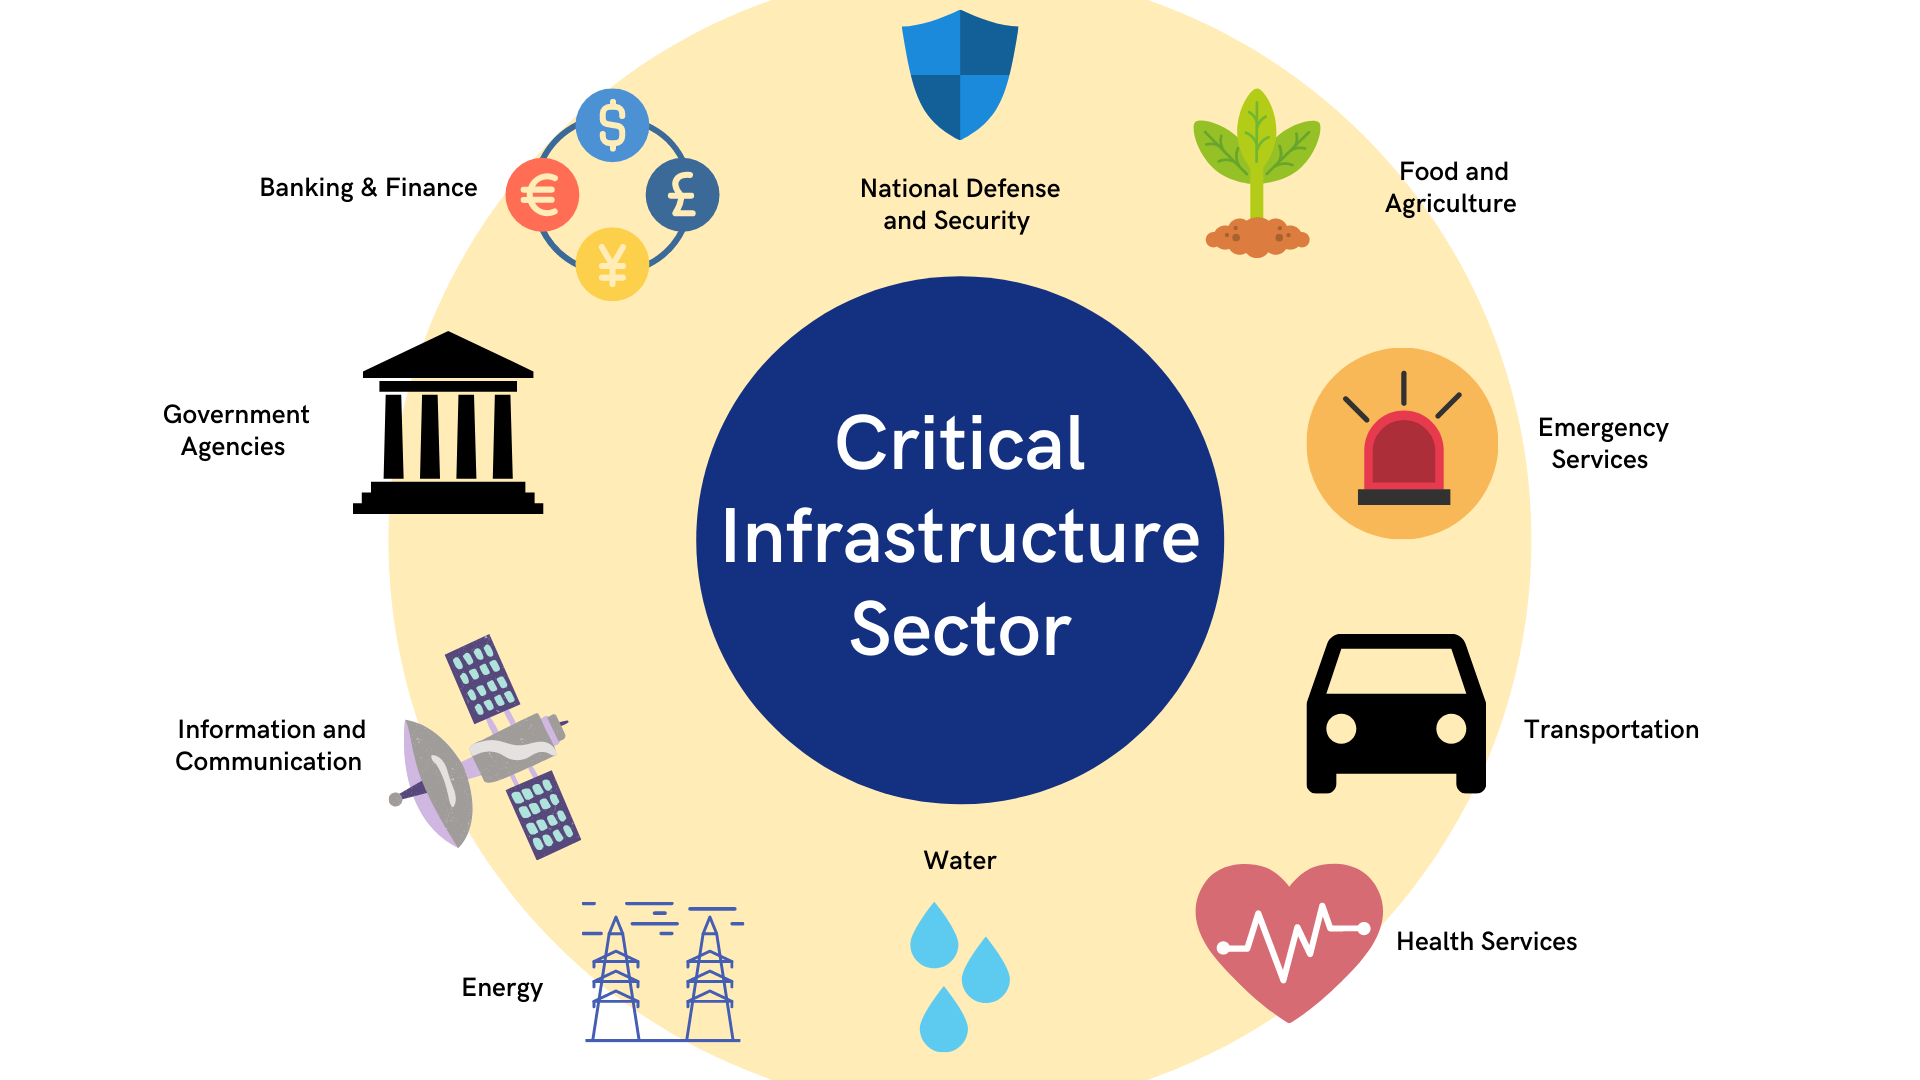 National Defense
and Security
Food and
Agriculture
Banking & Finance
$
€
£
¥
Government
Agencies
Critical
Infrastructure
Sector
Emergency
Services
Information and
Communication
Transportation
Water
Health Services
Energy